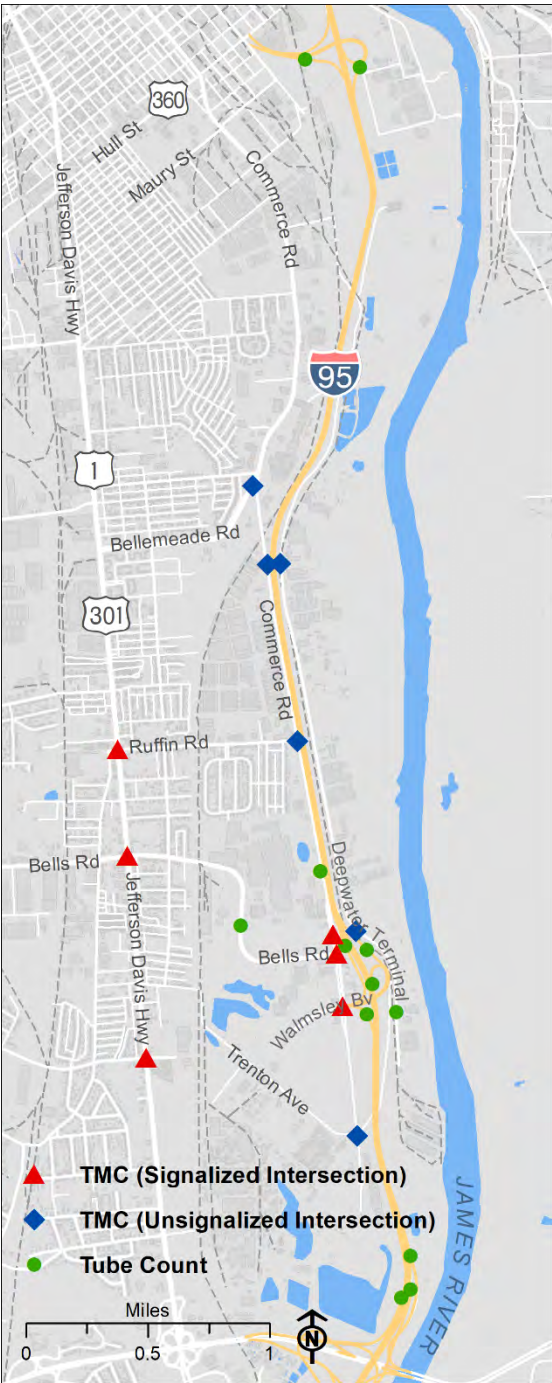 360
Hull St
Maury St
Commerce Rd
Jefferson Davis Hwy
95
1
Bellemeade Rd
301
Commerce Rd
Ruffin Rd
Bells Rd
Jefferson Davis Hwy
Deepwater Terminal
Bells Rd
Walmsley Bv
Trenton Ave
TMC (Signalized Intersection)
TMC (Unsignalized Intersection)
Tube Count
JAMES RIVER
Miles
0 0.5 1
N